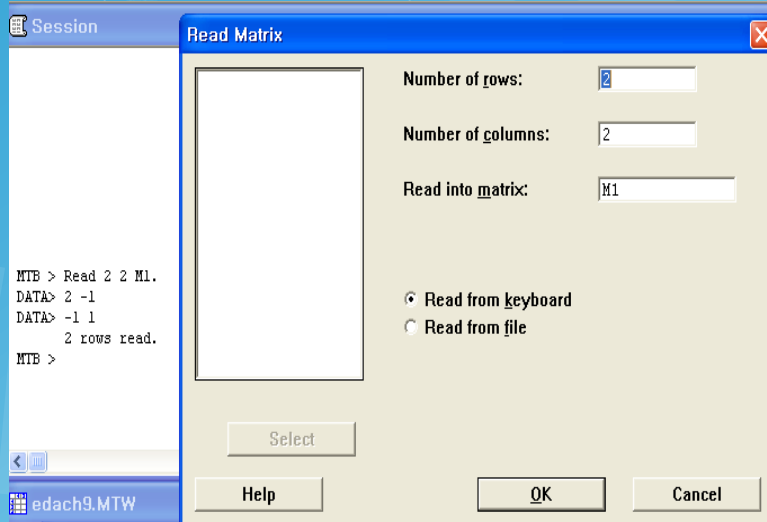 Session
MTB > Read 2 2 M1.
DATA> 2 -1
DATA> -1 1
2 rows read.
MTB >
edach9.MTW
Read Matrix
Number of rows: 2
Number of columns: 2
Read into matrix: M1
Read from keyboard
Read from file
Select
Help OK Cancel